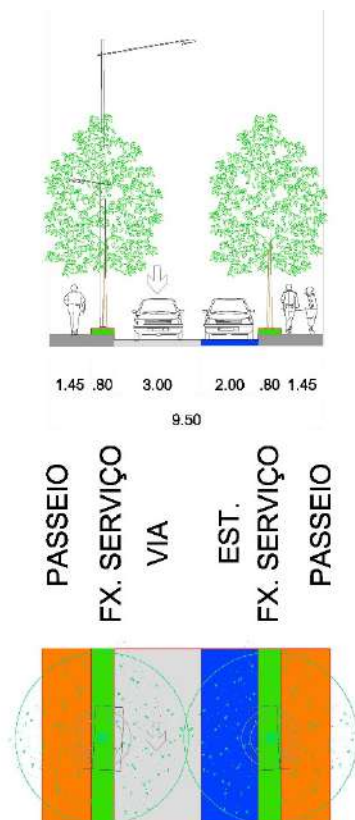 1.45 .80 3.00 2.00 .80 1.45
9.50
PASSEIO
FX. SERVIÇO
VIA
EST.
FX. SERVIÇO
PASSEIO